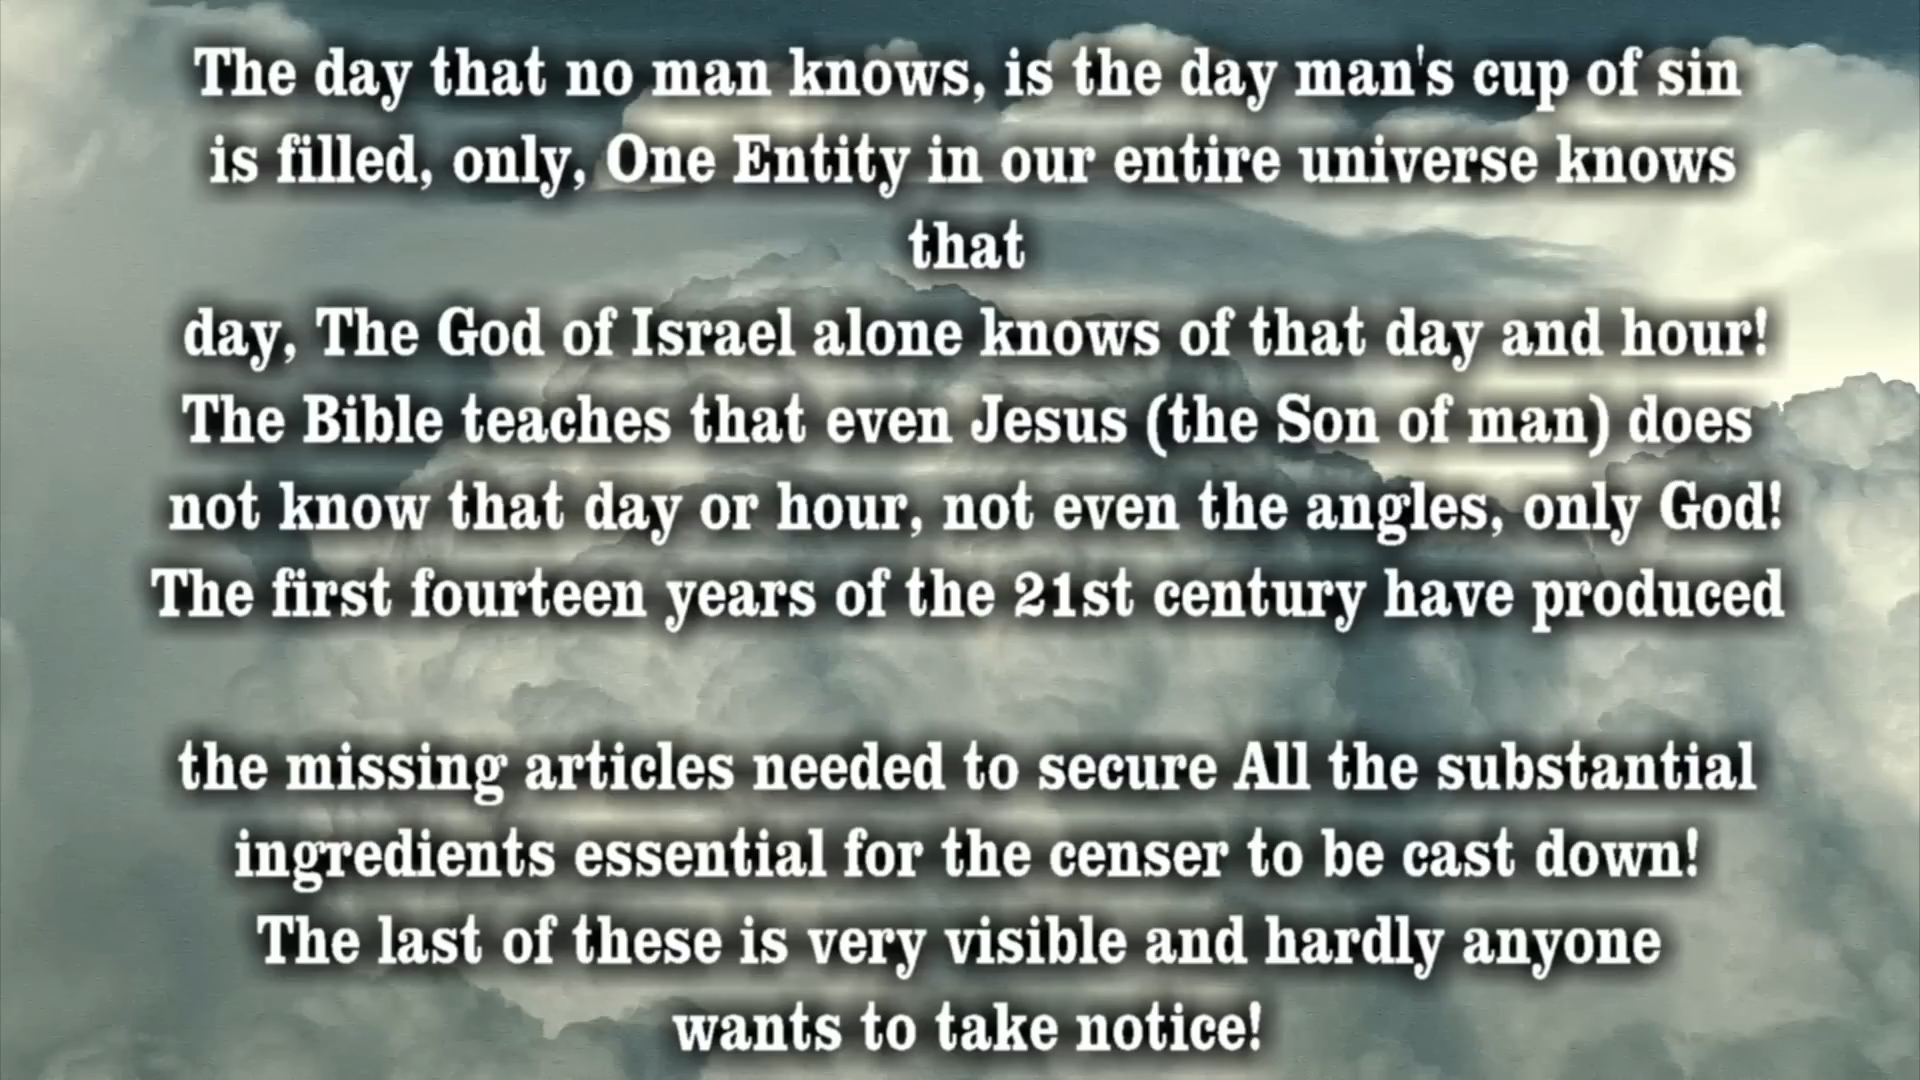 The day that no man knows, is the day man's cup of sin
is filled, only, One Entity in our entire universe knows
that
day, The God of Israel alone knows of that day and hour!
The Bible teaches that even Jesus (the Son of man) does
not know that day or hour, not even the angles, only God!
The first fourteen years of the 21st century have produced
the missing articles needed to secure All the substantial
ingredients essential for the censer to be cast down!
The last of these is very visible and hardly anyone
wants to take notice!